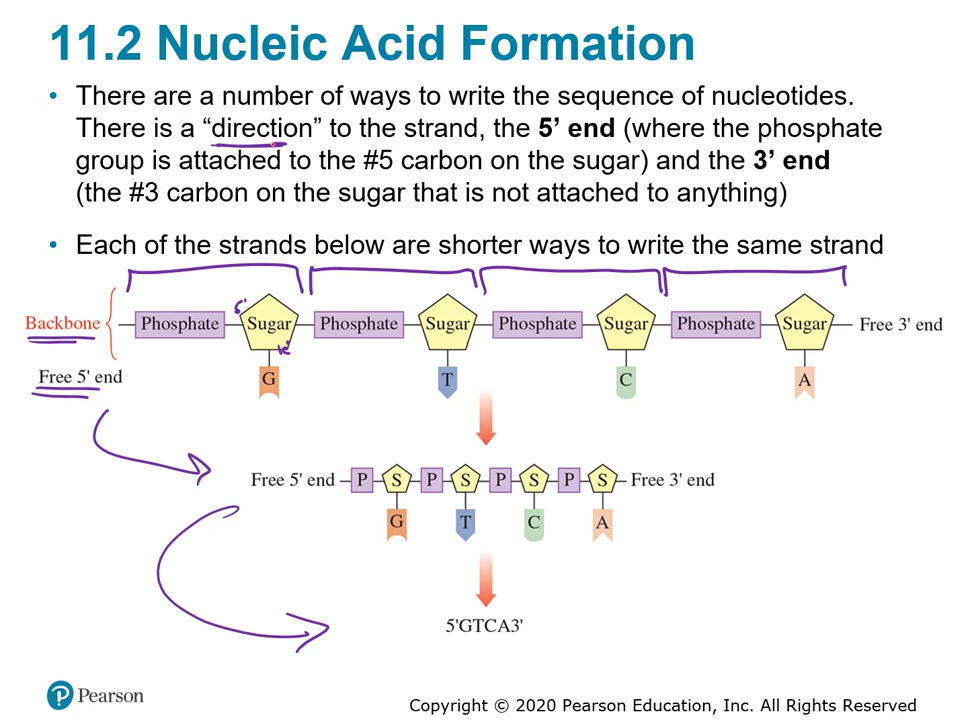 11.2 Nucleic Acid Formation
• There are a number of ways to write the sequence of nucleotides.
There is a “direction” to the strand, the 5’ end (where the phosphate
group is attached to the #5 carbon on the sugar) and the 3’ end
(the #3 carbon on the sugar that is not attached to anything)
• Each of the strands below are shorter ways to write the same strand
5'
Backbone Phosphate Sugar Phosphate Sugar Phosphate Sugar Phosphate Sugar Free 3' end
Free 5' end G T C A
Free 5' end P S P S P S P S Free 3' end
G T C A
5'GTCA3'
P Pearson
Copyright © 2020 Pearson Education, Inc. All Rights Reserved